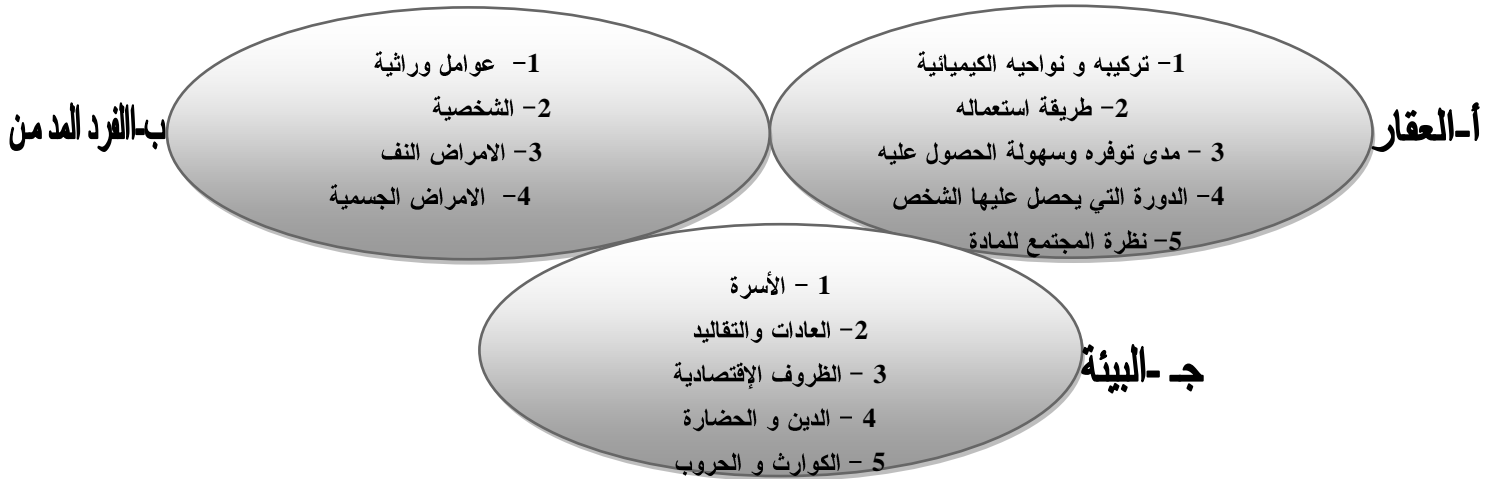 أ-العقار
1- تركيبه و نواحيه الكيميائية
2- طريقة استعماله
3 - مدى توفره وسهولة الحصول عليه
4- الدورة التي يحصل عليها الشخص
5- نظرة المجتمع للمادة
ب-االفرد المد من
1- عوامل وراثية
2- الشخصية
3- الامراض النف
4- الامراض الجسمية
جـ -البيئة
1 - الأسرة
2- العادات والتقاليد
3 - الظروف الإقتصادية
4 - الدين و الحضارة
5 - الكوارث و الحروب